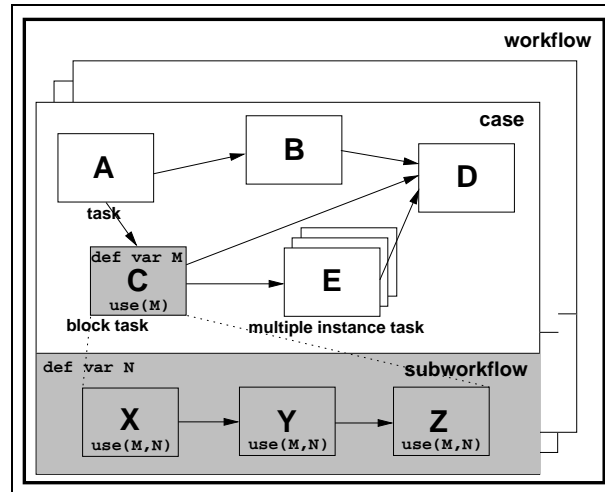 workflow
case
A
B
D
task
def var M
C
use(M)
E
block task
multiple instance task
def var N
subworkflow
X
Y
Z
use(M,N)
use(M,N)
use(M,N)